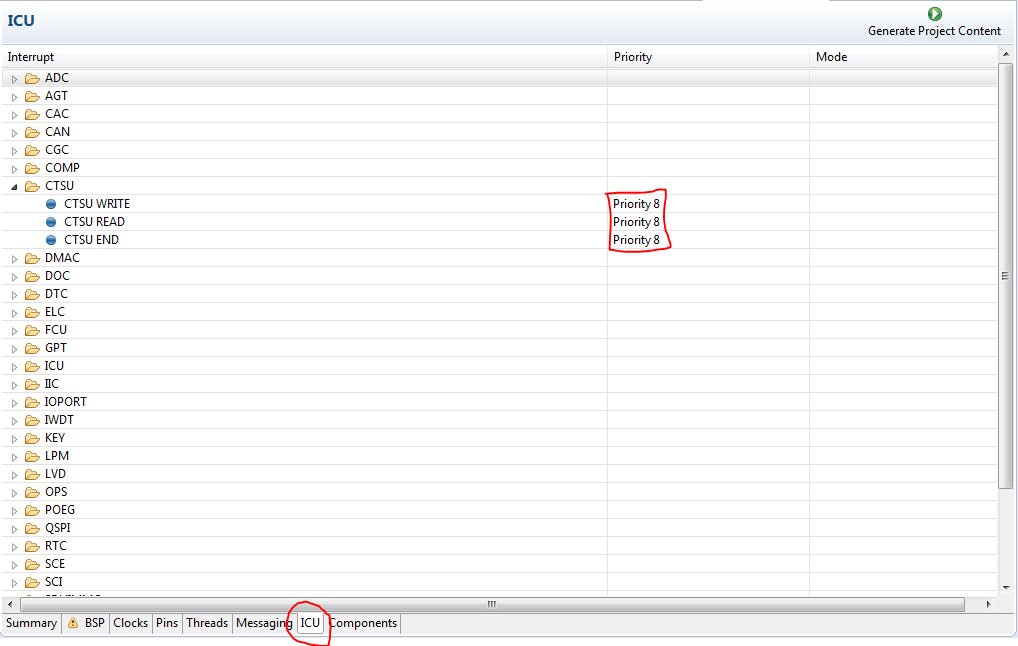 ICU
Generate Project Content
Interrupt Priority Mode
ADC
AGT
CAC
CAN
CGC
COMP
CTSU
CTSU WRITE Priority 8
CTSU READ Priority 8
CTSU END Priority 8
DMAC
DOC
DTC
ELC
FCU
GPT
ICU
IIC
IOPORT
IWDT
KEY
LPM
LVD
OPS
POEG
QSPI
RTC
SCE
SCI
Summary BSP Clocks Pins Threads Messaging ICU Components